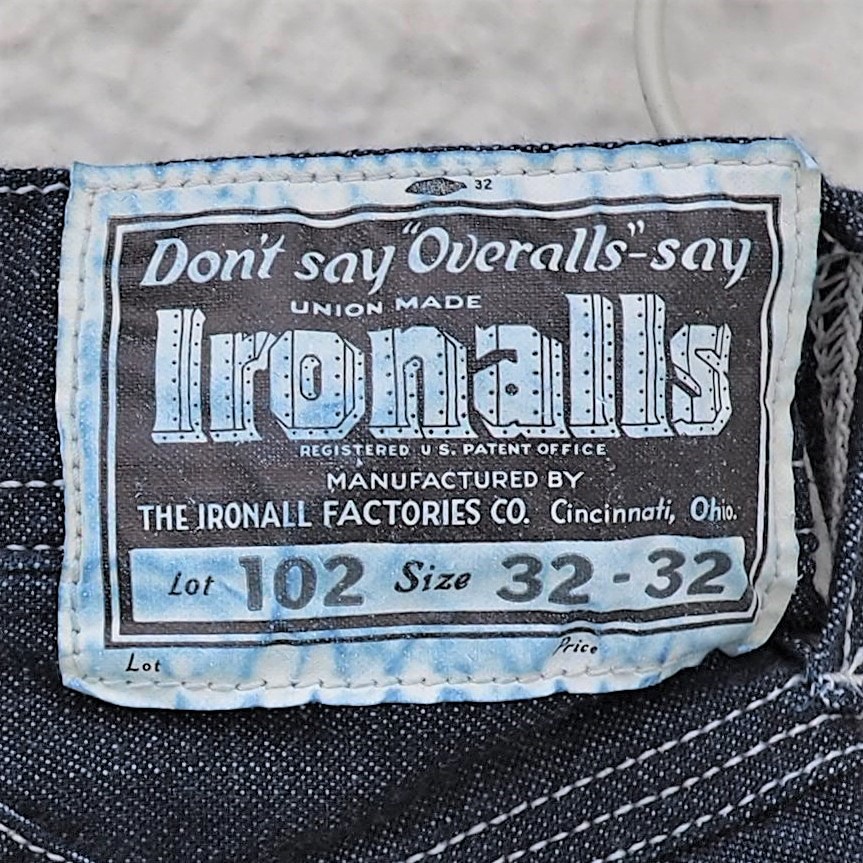 32
Don't say "Overalls"-say
UNION MADE
Ironalls
REGISTERED U.S. PATENT OFFICE
MANUFACTURED BY
THE IRONALL FACTORIES CO. Cincinnati, Ohio.
Lot 102 Size 32-32
Lot Price